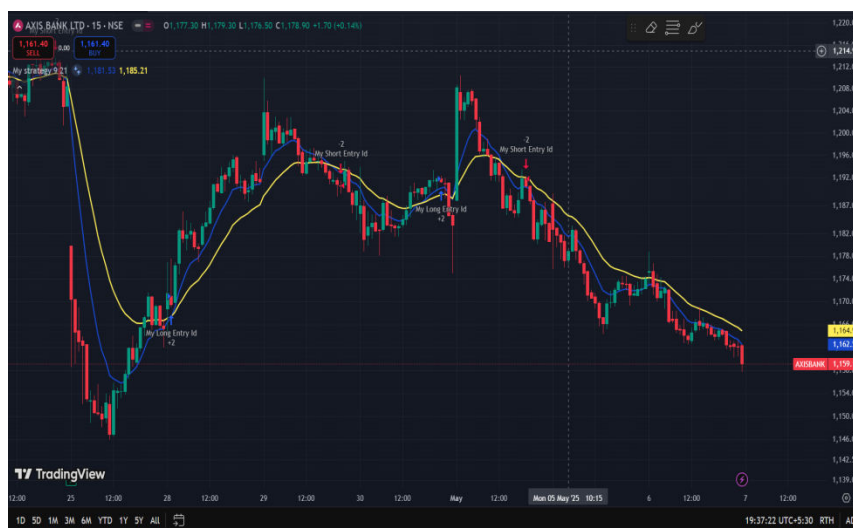 AXIS BANK LTD · 15 · NSE O1,177.30 H1,179.30 L1,176.50 C1,178.90 +1.70 (+0.14%)
My Short Entry Id
1,161.40 SELL 0.00 1,161.40 BUY
My strategy 9:21 1,181.53 1,185.21
-2
My Short Entry Id
My Long Entry Id
+2
-2
My Short Entry Id
My Long Entry Id
+2
1,220.0
1,214.9
1,212.0
1,208.0
1,204.0
1,200.0
1,196.0
1,192.0
1,187.0
1,182.0
1,178.0
1,174.0
1,170.0
1,166.0
1,164.9
1,162.5
AXISBANK 1,159.
1,154.0
1,150.0
1,146.0
1,142.5
1,139.0
TradingView
12:00 25 12:00 28 12:00 29 12:00 30 12:00 May 12:00 Mon 05 May '25 10:15 6 12:00 7 12:00
1D 5D 1M 3M 6M YTD 1Y 5Y All 19:37:22 UTC+5:30 RTH